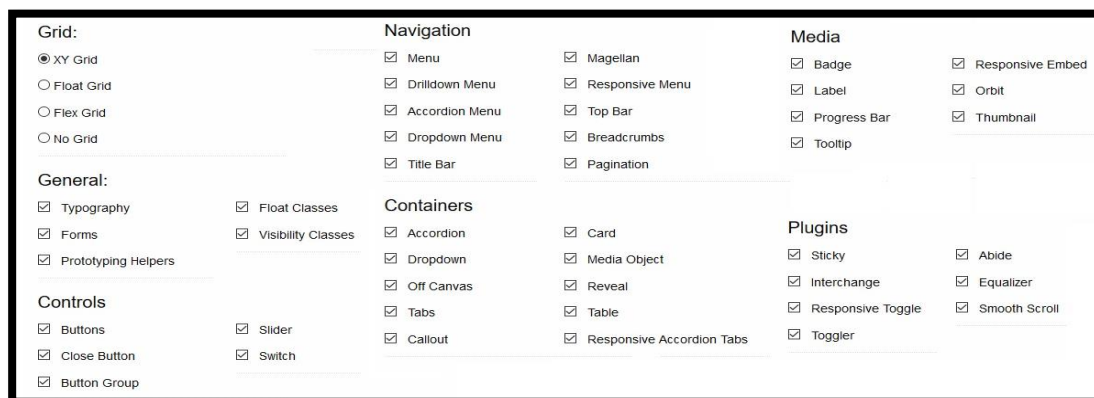 Grid:
XY Grid
Float Grid
Flex Grid
No Grid
General:
Typography
Forms
Prototyping Helpers
Float Classes
Visibility Classes
Controls
Buttons
Close Button
Button Group
Slider
Switch
Navigation
Menu
Drilldown Menu
Accordion Menu
Dropdown Menu
Title Bar
Magellan
Responsive Menu
Top Bar
Breadcrumbs
Pagination
Containers
Accordion
Dropdown
Off Canvas
Tabs
Callout
Card
Media Object
Reveal
Table
Responsive Accordion Tabs
Media
Badge
Label
Progress Bar
Tooltip
Responsive Embed
Orbit
Thumbnail
Plugins
Sticky
Interchange
Responsive Toggle
Toggler
Abide
Equalizer
Smooth Scroll